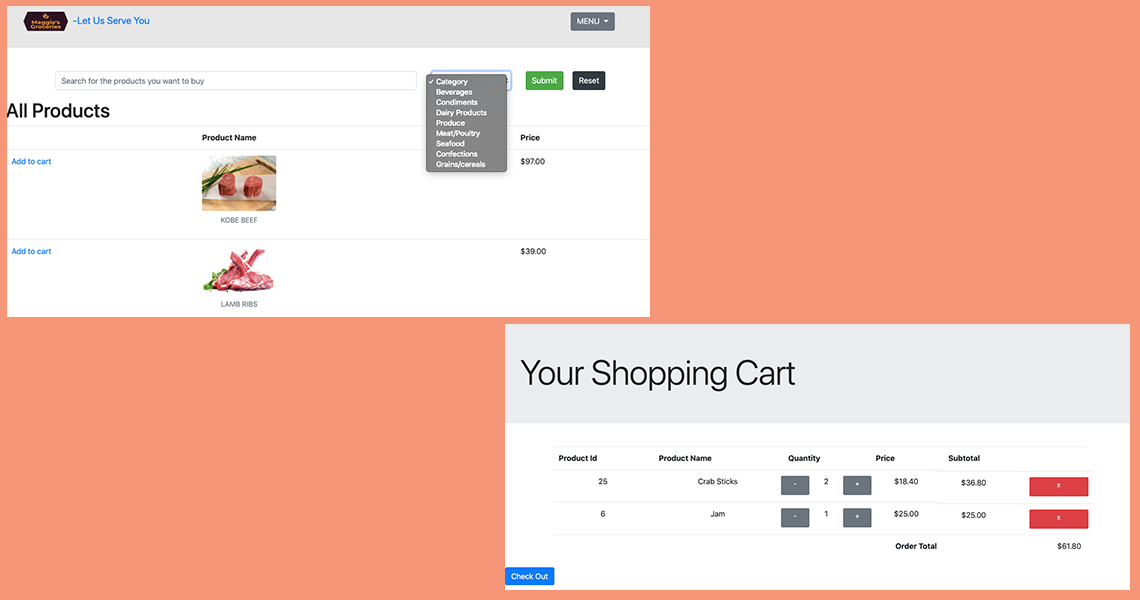 Maggie's
Groceries
-Let Us Serve You
MENU
Search for the products you want to buy
✓ Category
Beverages
Condiments
Dairy Products
Produce
Meat/Poultry
Seafood
Confections
Grains/cereals
Submit
Reset
All Products
Product Name Price
Add to cart $97.00
KOBE BEEF
Add to cart $39.00
LAMB RIBS
Your Shopping Cart
Product Id Product Name Quantity Price Subtotal
25 Crab Sticks - 2 + $18.40 $36.80 x
6 Jam - 1 + $25.00 $25.00 x
Order Total $61.80
Check Out